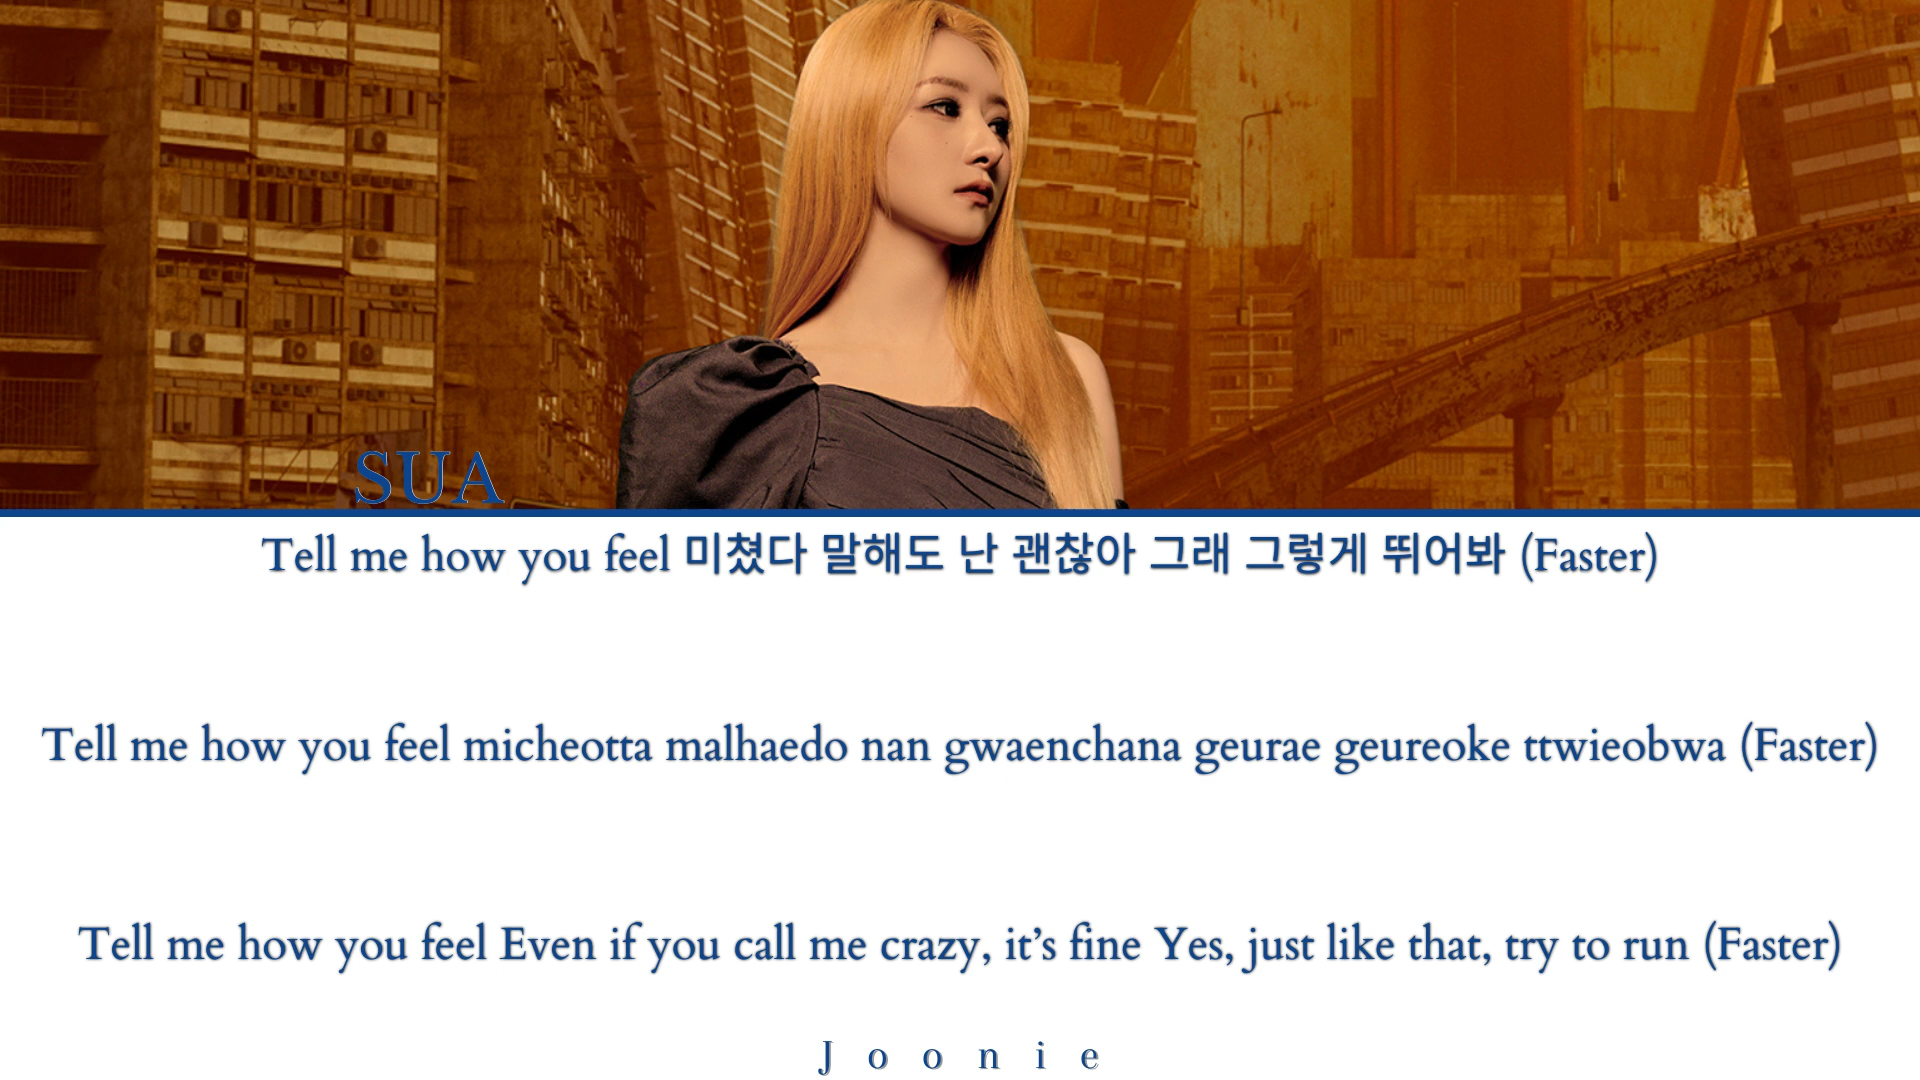 SUA
Tell me how you feel 미쳤다 말해도 난 괜찮아 그래 그렇게 뛰어봐 (Faster)
Tell me how you feel micheotta malhaedo nan gwaenchana geurae geureoke ttwieobwa (Faster)
Tell me how you feel Even if you call me crazy, it’s fine Yes, just like that, try to run (Faster)
Joonie